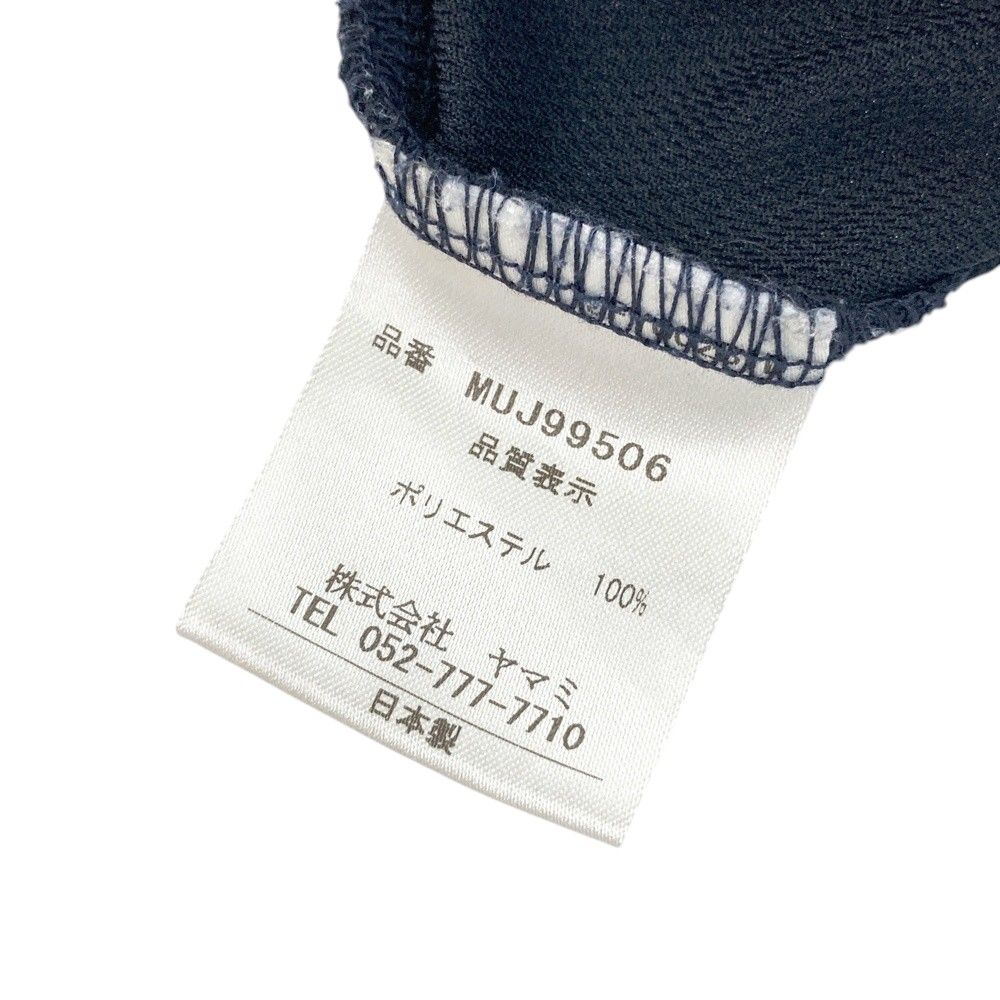 品番 MUJ99506
品質表示
ポリエステル 100%
株式会社 ヤマミ
TEL 052-777-7710
日本製